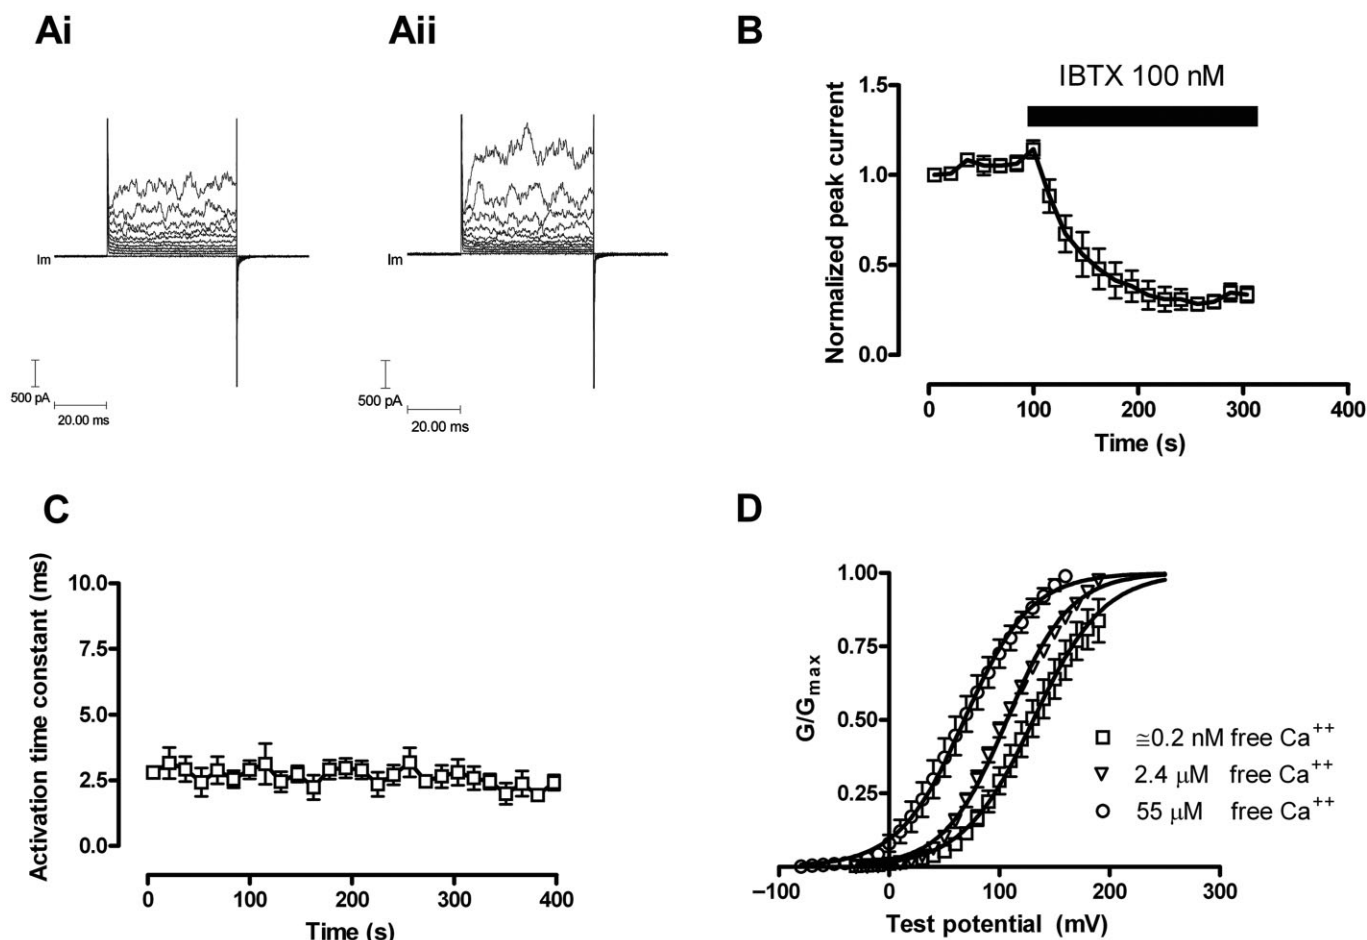 Ai
Aii
Im
500 pA
20.00 ms
Im
500 pA
20.00 ms
B
IBTX 100 nM
Normalized peak current
1.5
1.0
0.5
0.0
0 100 200 300 400
Time (s)
C
Activation time constant (ms)
10.0
7.5
5.0
2.5
0.0
0 100 200 300 400
Time (s)
D
G/Gmax
1.00
0.75
0.50
0.25
≅0.2 nM free Ca++
2.4 μM free Ca++
55 μM free Ca++
−100 0 100 200 300
Test potential (mV)